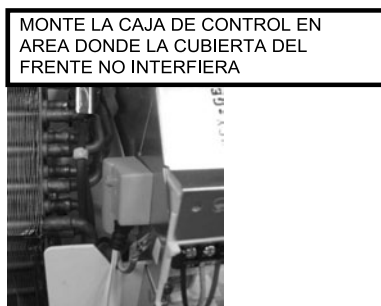 MONTE LA CAJA DE CONTROL EN
AREA DONDE LA CUBIERTA DEL
FRENTE NO INTERFIERA